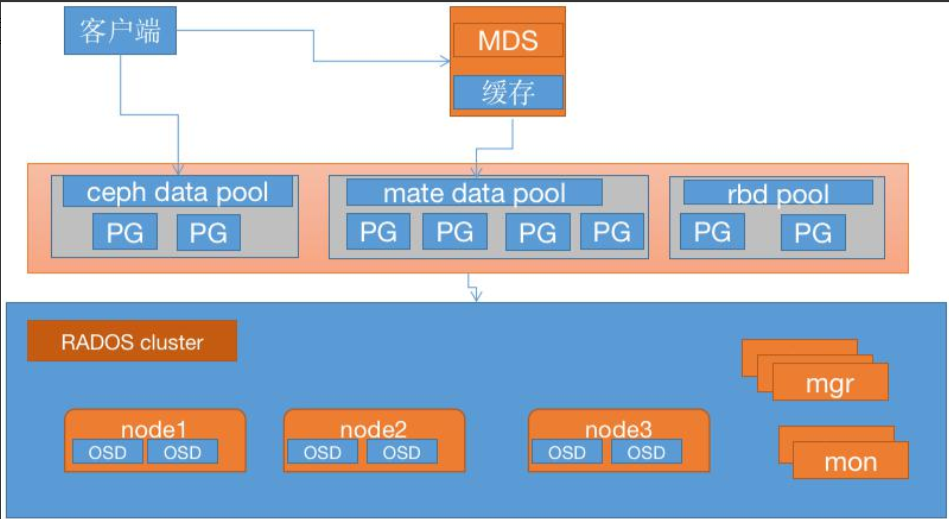 客户端
MDS
缓存
ceph data pool
mate data pool
rbd pool
PG PG
PG PG PG PG
PG PG
RADOS cluster
mgr
node1
OSD OSD
node2
OSD OSD
node3
OSD OSD
mon